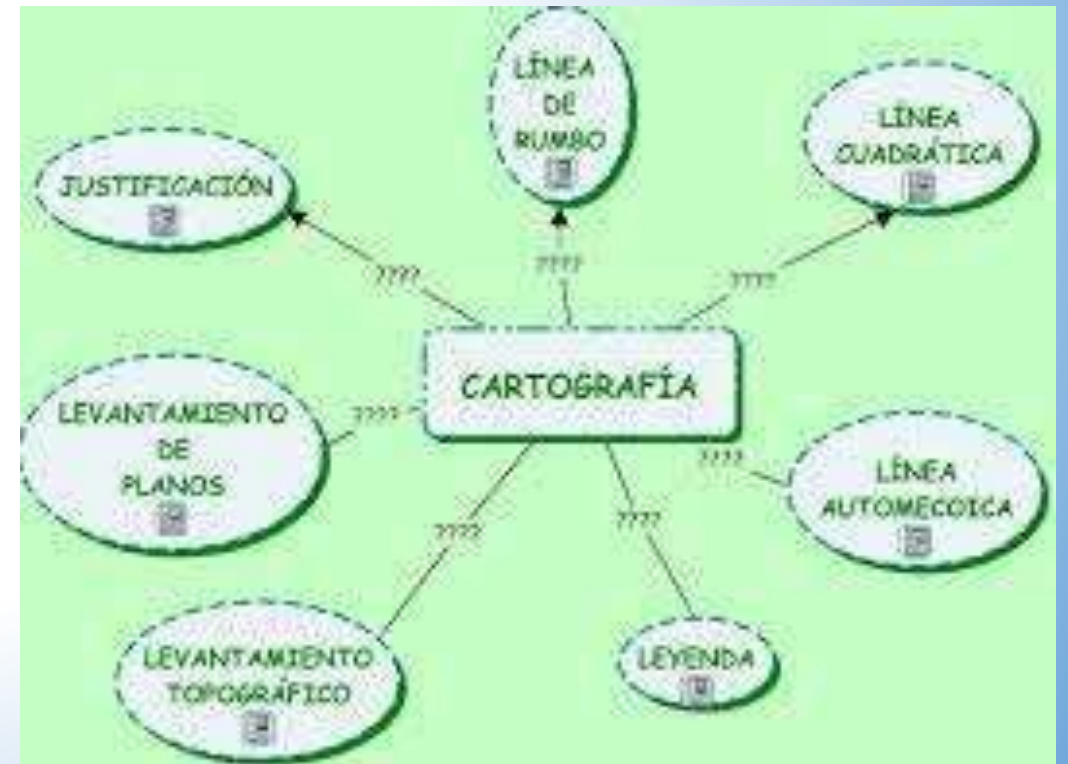 LÍNEA
DE
RUMBO
LÍNEA
CUADRÁTICA
JUSTIFICACIÓN
????
????
????
CARTOGRAFÍA
LEVANTAMIENTO
DE
PLANOS
????
????
LÍNEA
AUTOMECOICA
????
????
LEVANTAMIENTO
TOPOGRÁFICO
LEYENDA